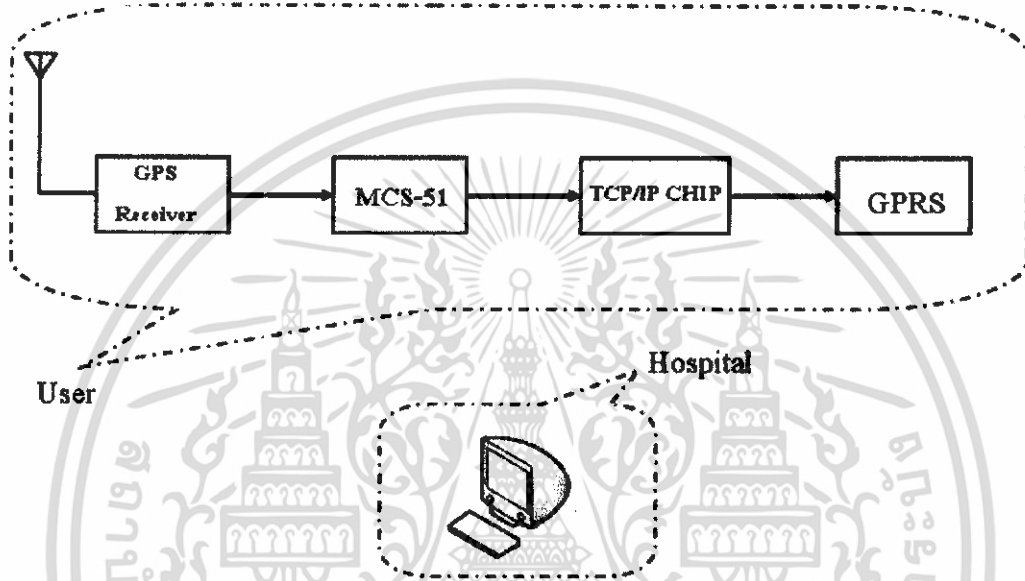 GPS
Receiver
MCS-51
TCP/IP CHIP
GPRS
User
Hospital